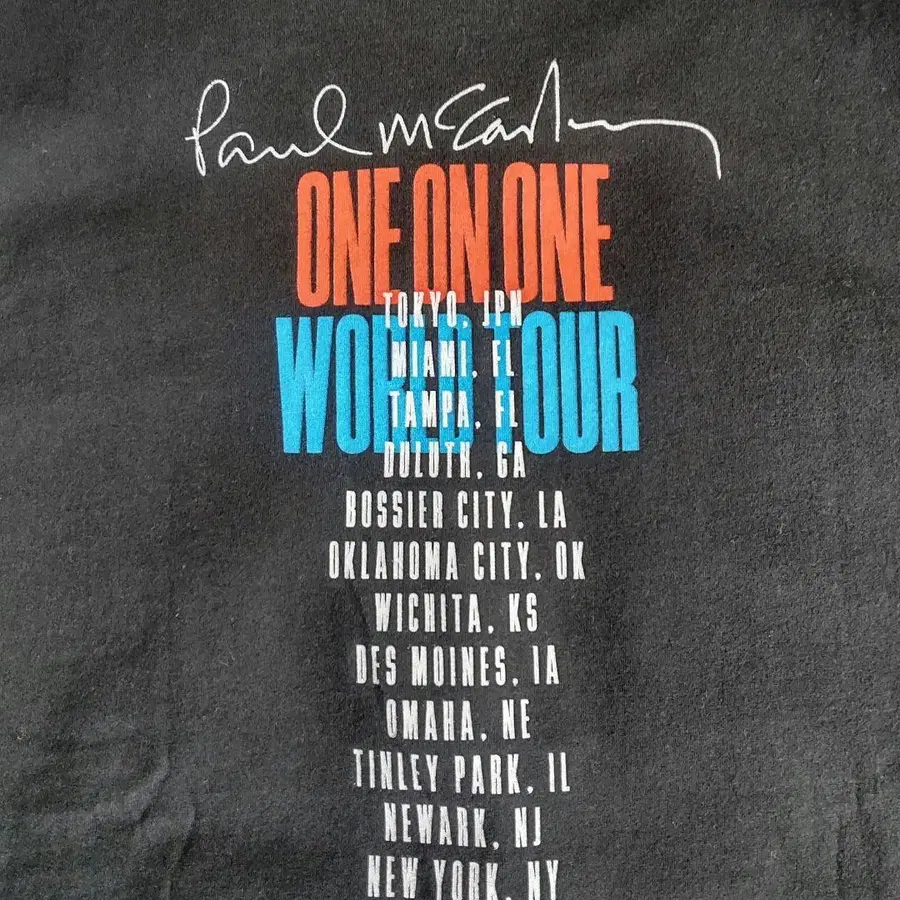 Paul McCartney
ONE ON ONE
WORLD TOUR
TOKYO, JPN
MIAMI, FL
TAMPA, FL
DULUTH, GA
BOSSIER CITY, LA
OKLAHOMA CITY, OK
WICHITA, KS
DES MOINES, IA
OMAHA, NE
TINLEY PARK, IL
NEWARK, NJ
NEW YORK, NY